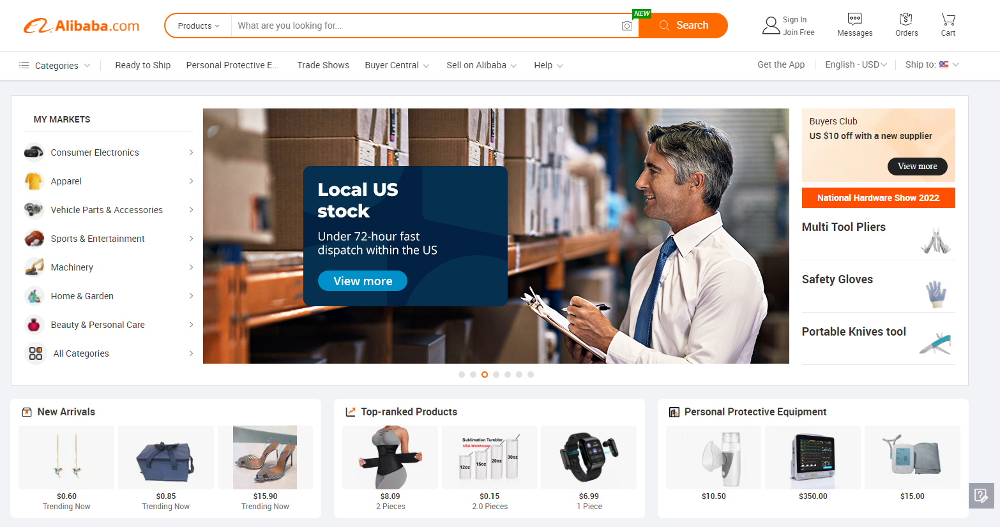 Alibaba.com
Products
What are you looking for...
NEW
Search
Sign In
Join Free
Messages
Orders
Cart
Categories
Ready to Ship
Personal Protective E...
Trade Shows
Buyer Central
Sell on Alibaba
Help
Get the App
English - USD
Ship to:
MY MARKETS
Consumer Electronics
Apparel
Vehicle Parts & Accessories
Sports & Entertainment
Machinery
Home & Garden
Beauty & Personal Care
All Categories
Local US
stock
Under 72-hour fast
dispatch within the US
View more
Buyers Club
US $10 off with a new supplier
View more
National Hardware Show 2022
Multi Tool Pliers
Safety Gloves
Portable Knives tool
New Arrivals
$0.60
Trending Now
$0.85
Trending Now
$15.90
Trending Now
Top-ranked Products
Sublimation Tumbler
USA Warehouse
12oz
15oz
20oz
30oz
$8.09
2 Pieces
$0.15
2.0 Pieces
$6.99
1 Piece
Personal Protective Equipment
$10.50
$350.00
$15.00